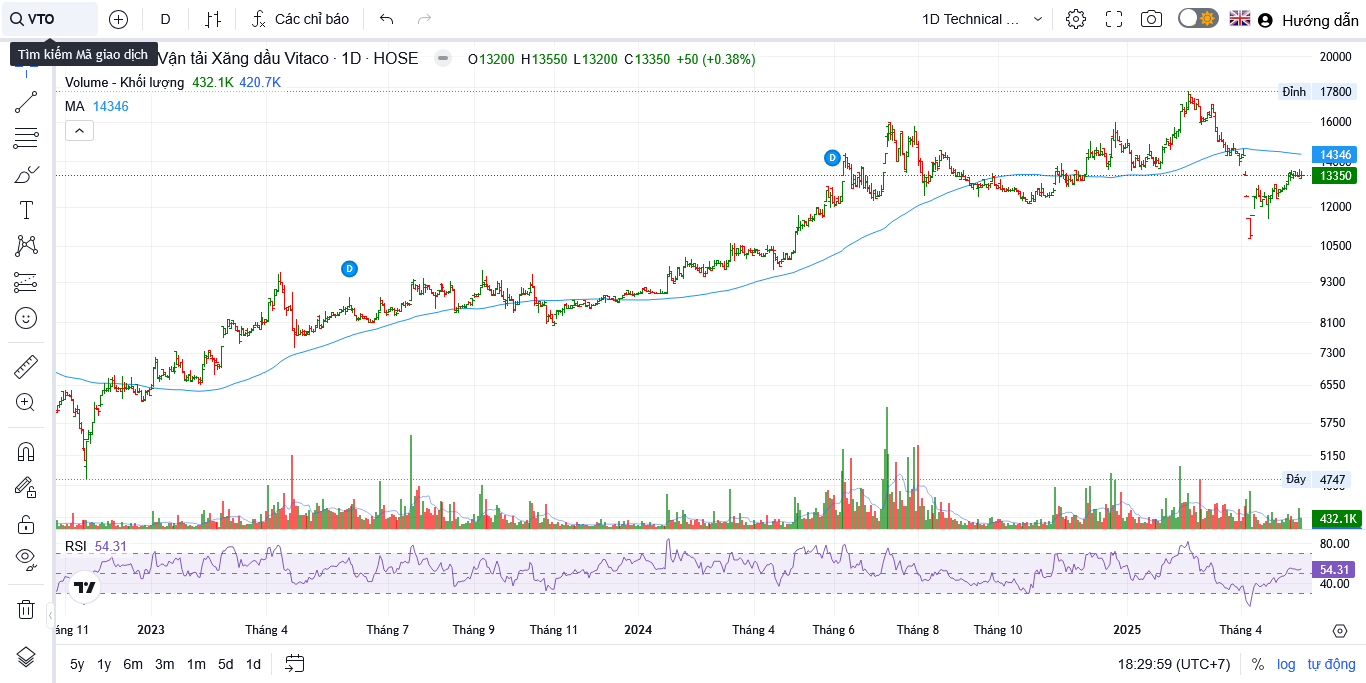 VTO D Các chỉ báo 1D Technical ... Hướng dẫn
Tìm kiếm Mã giao dịch
Vận tải Xăng dầu Vitaco · 1D · HOSE O13200 H13550 L13200 C13350 +50 (+0.38%)
Volume - Khối lượng 432.1K 420.7K
MA 14346
20000
Đỉnh 17800
16000
14346
13350
12000
10500
9300
8100
7300
6550
5750
5150
Đáy 4747
432.1K
D
D
RSI 54.31
80.00
54.31
40.00
áng 11 2023 Tháng 4 Tháng 7 Tháng 9 Tháng 11 2024 Tháng 4 Tháng 6 Tháng 8 Tháng 10 2025 Tháng 4
5y 1y 6m 3m 1m 5d 1d 18:29:59 (UTC+7) % log tự động